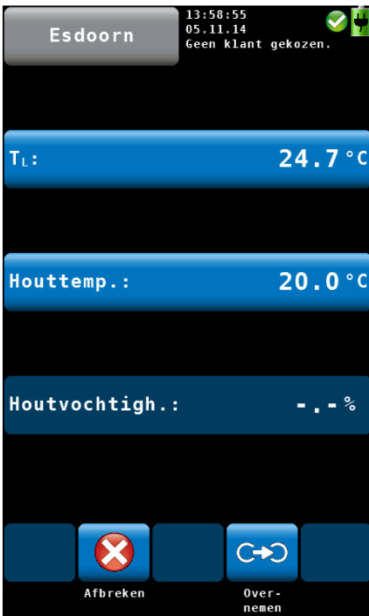 Esdoorn
13:58:55
05.11.14
Geen klant gekozen.
TL: 24.7 °C
Houttemp.: 20.0 °C
Houtvochtigh.: -.- %
Afbreken
Over-
nemen